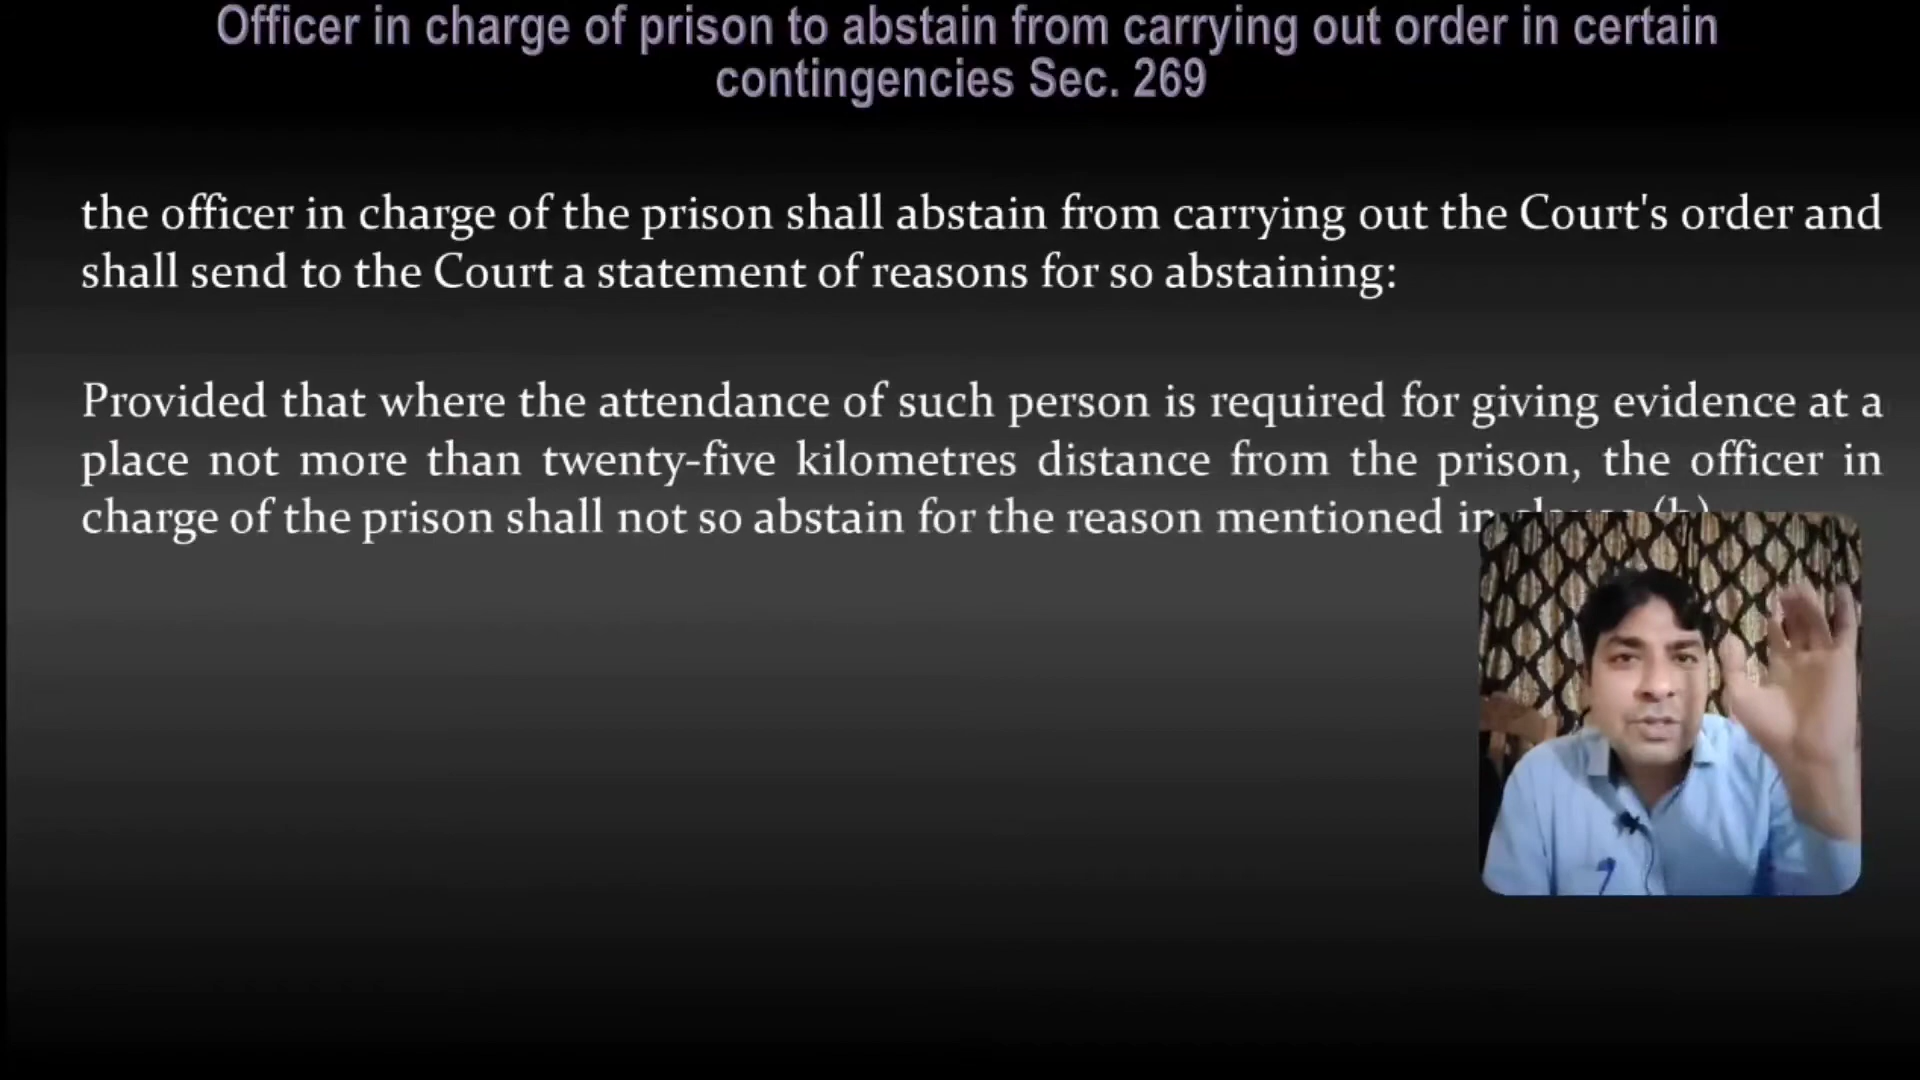 Officer in charge of prison to abstain from carrying out order in certain
contingencies Sec. 269
the officer in charge of the prison shall abstain from carrying out the Court's order and
shall send to the Court a statement of reasons for so abstaining:
Provided that where the attendance of such person is required for giving evidence at a
place not more than twenty-five kilometres distance from the prison, the officer in
charge of the prison shall not so abstain for the reason mentioned in